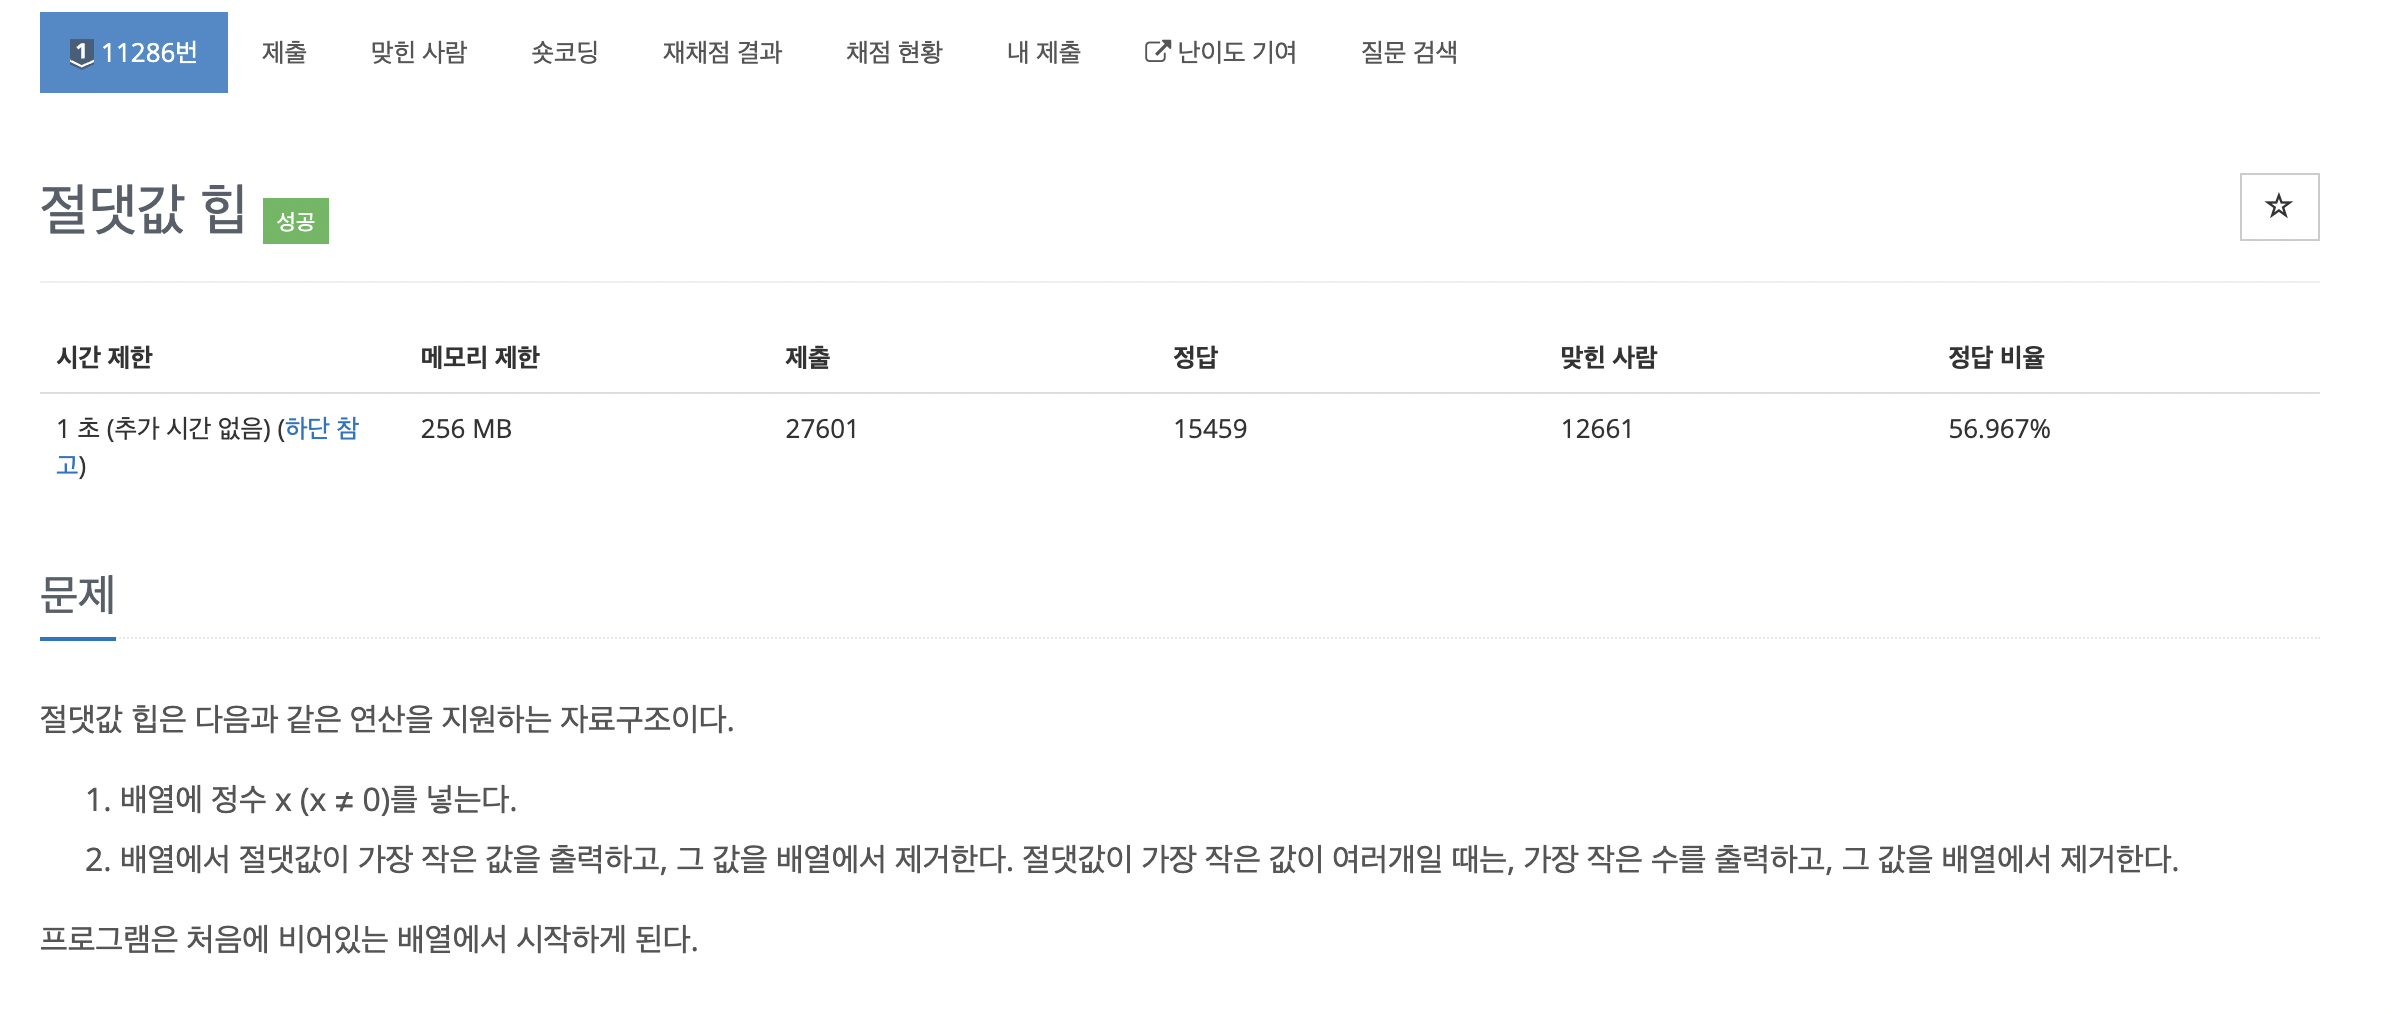 1 11286번 제출 맞힌 사람 숏코딩 재채점 결과 채점 현황 내 제출 난이도 기여 질문 검색
절댓값 힙 성공
시간 제한 메모리 제한 제출 정답 맞힌 사람 정답 비율
1 초 (추가 시간 없음) (하단 참 256 MB 27601 15459 12661 56.967%
고)
문제
절댓값 힙은 다음과 같은 연산을 지원하는 자료구조이다.
1. 배열에 정수 x (x ≠ 0)를 넣는다.
2. 배열에서 절댓값이 가장 작은 값을 출력하고, 그 값을 배열에서 제거한다. 절댓값이 가장 작은 값이 여러개일 때는, 가장 작은 수를 출력하고, 그 값을 배열에서 제거한다.
프로그램은 처음에 비어있는 배열에서 시작하게 된다.